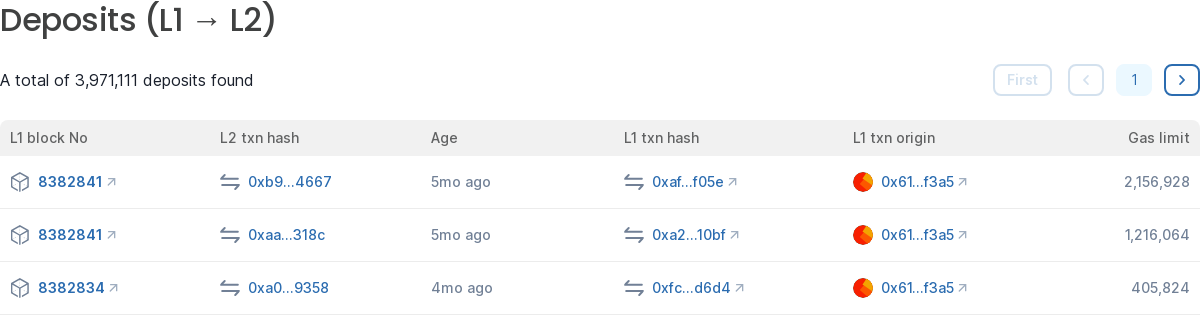 Deposits (L1 → L2)
A total of 3,971,111 deposits found First 1
L1 block No L2 txn hash Age L1 txn hash L1 txn origin Gas limit
8382841 0xb9...4667 5mo ago 0xaf...f05e 0x61...f3a5 2,156,928
8382841 0xaa...318c 5mo ago 0xa2...10bf 0x61...f3a5 1,216,064
8382834 0xa0...9358 4mo ago 0xfc...d6d4 0x61...f3a5 405,824